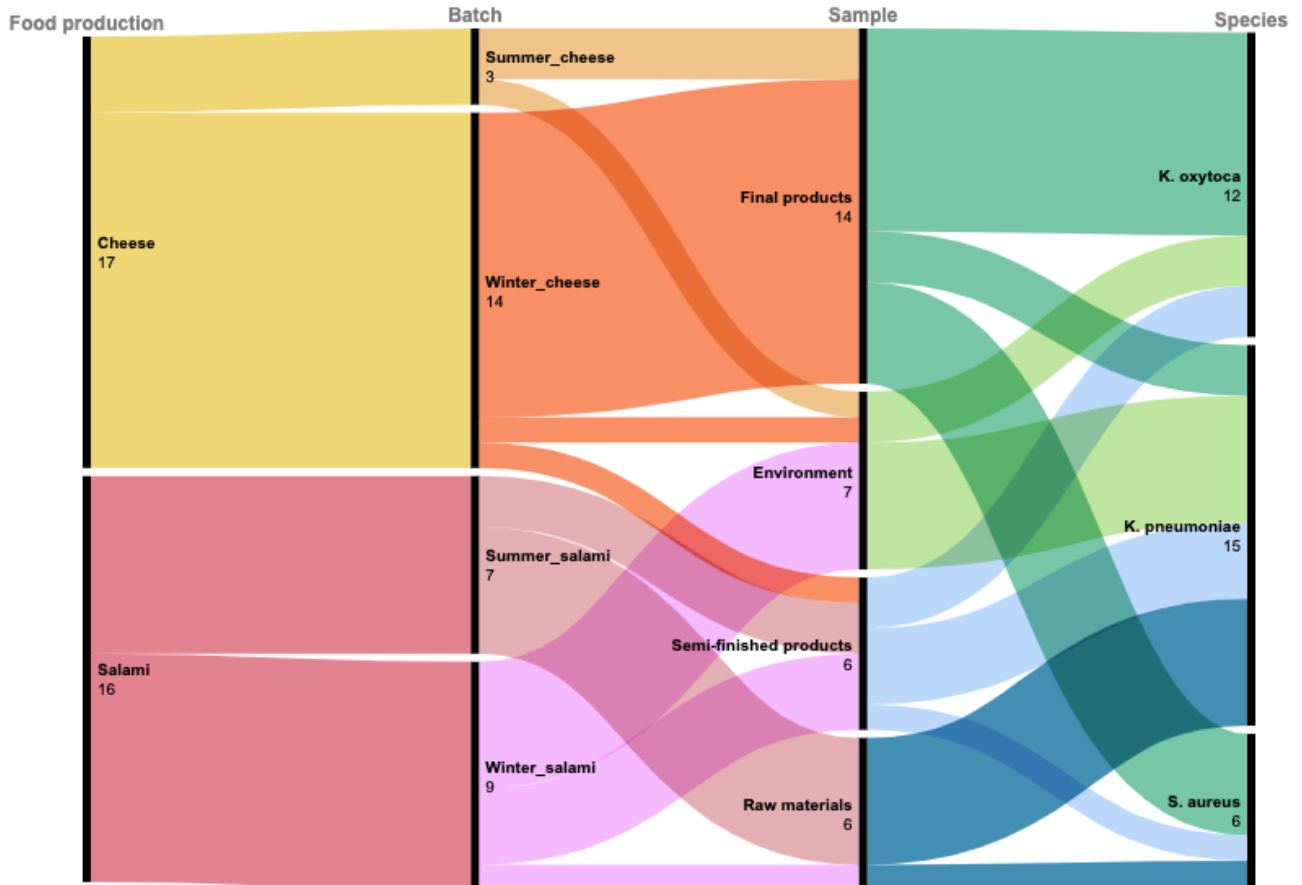 Food production
Batch
Sample
Species
Cheese
17
Salami
16
Summer_cheese
3
Winter_cheese
14
Summer_salami
7
Winter_salami
9
Final products
14
Environment
7
Semi-finished products
6
Raw materials
6
K. oxytoca
12
K. pneumoniae
15
S. aureus
6